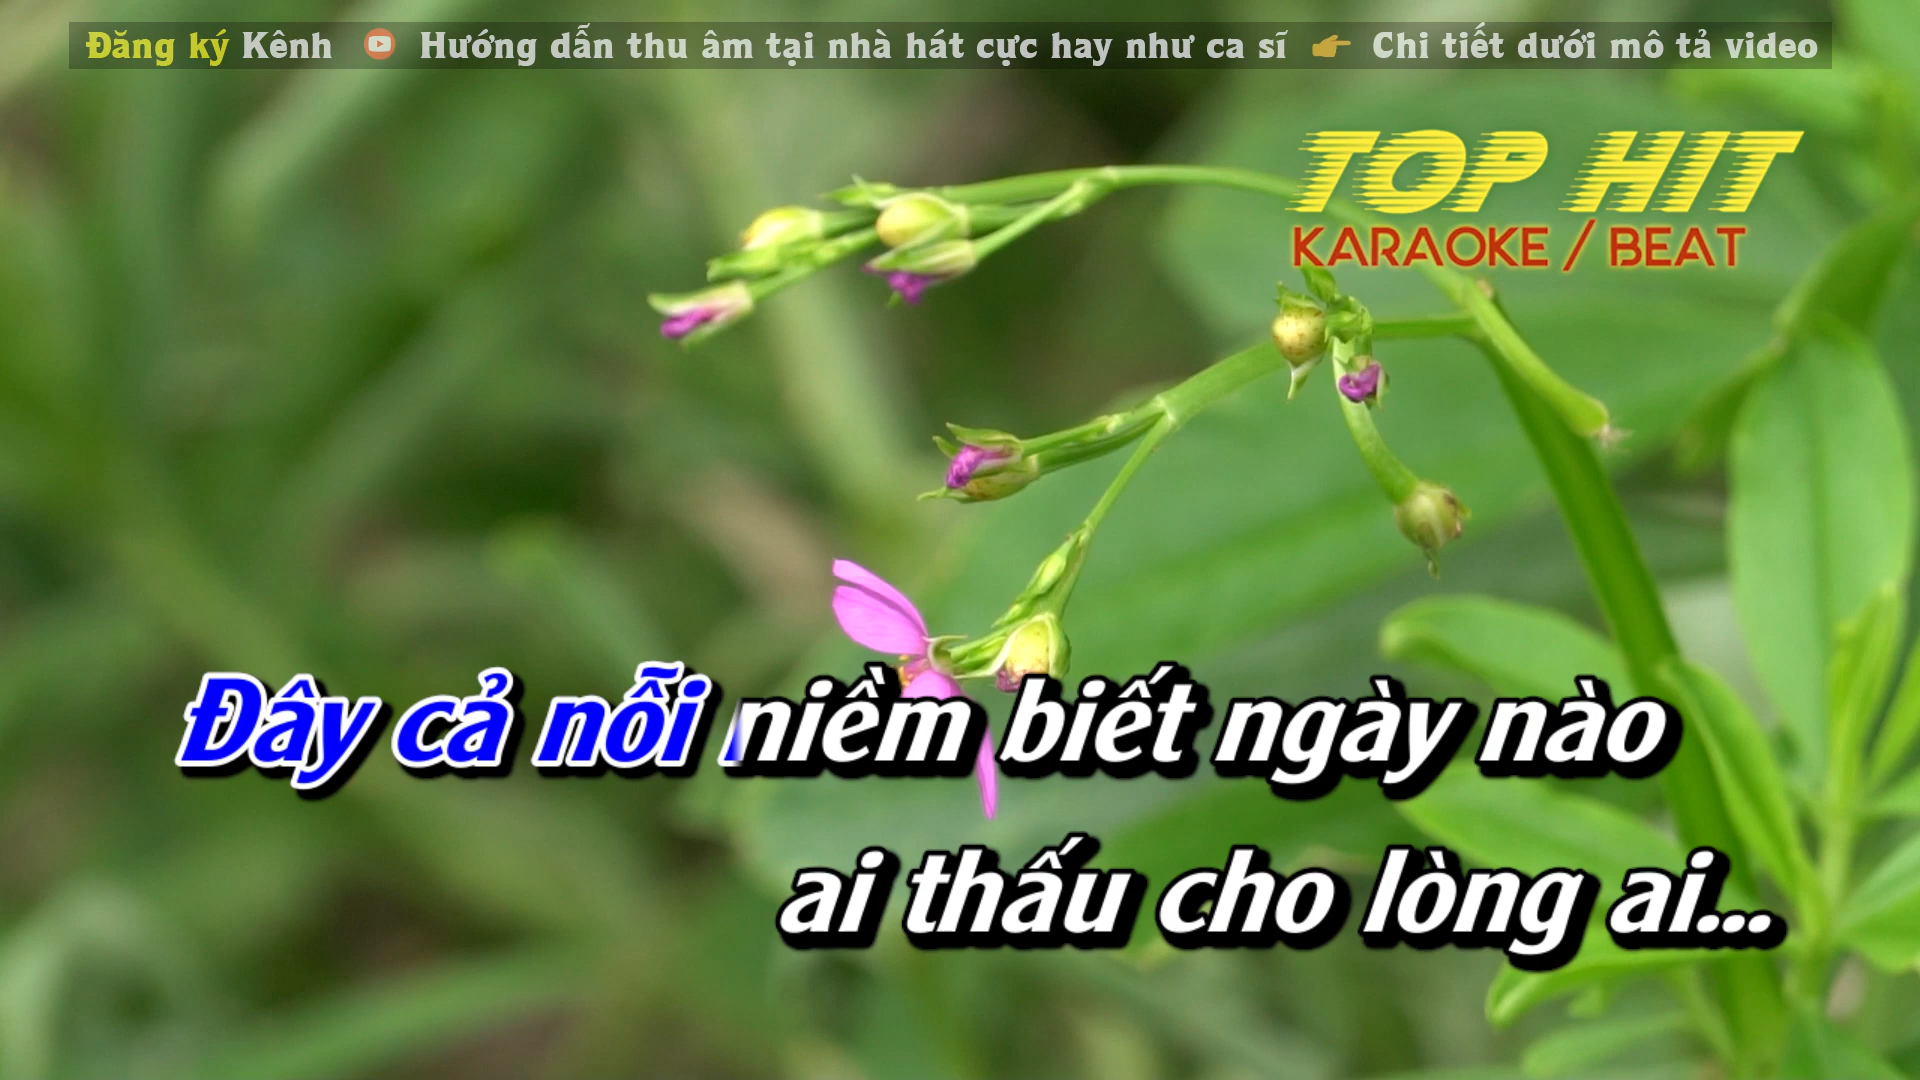 Đăng ký Kênh Hướng dẫn thu âm tại nhà hát cực hay như ca sĩ Chi tiết dưới mô tả video
TOP HIT
KARAOKE / BEAT
Đây cả nỗi niềm biết ngày nào
ai thấu cho lòng ai...